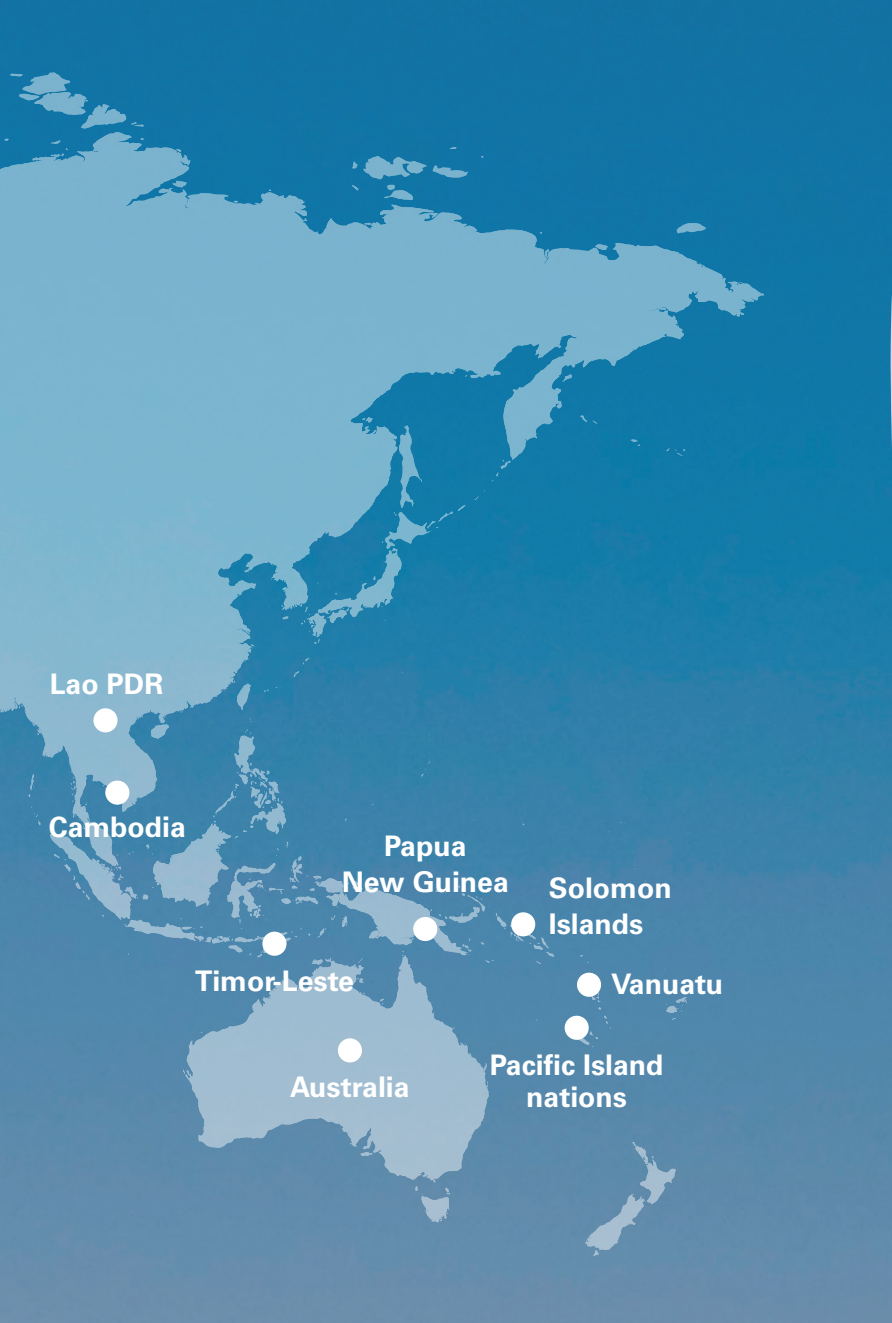 Lao PDR
Cambodia
Papua
New Guinea
Solomon
Islands
Timor-Leste
Vanuatu
Australia
Pacific Island
nations